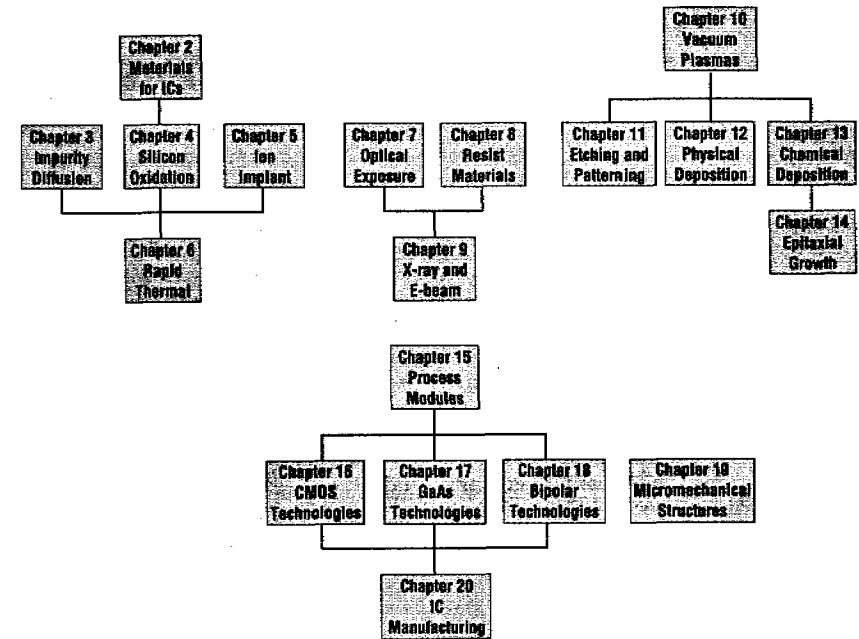 Chapter 2
Materials
for ICs
Chapter 3
Impurity
Diffusion
Chapter 4
Silicon
Oxidation
Chapter 5
Ion
Implant
Chapter 6
Rapid
Thermal
Chapter 7
Optical
Exposure
Chapter 8
Resist
Materials
Chapter 9
X-ray and
E-beam
Chapter 10
Vacuum
Plasmas
Chapter 11
Etching and
Patterning
Chapter 12
Physical
Deposition
Chapter 13
Chemical
Deposition
Chapter 14
Epitaxial
Growth
Chapter 15
Process
Modules
Chapter 16
CMOS
Technologies
Chapter 17
GaAs
Technologies
Chapter 18
Bipolar
Technologies
Chapter 19
Micromechanical
Structures
Chapter 20
IC
Manufacturing